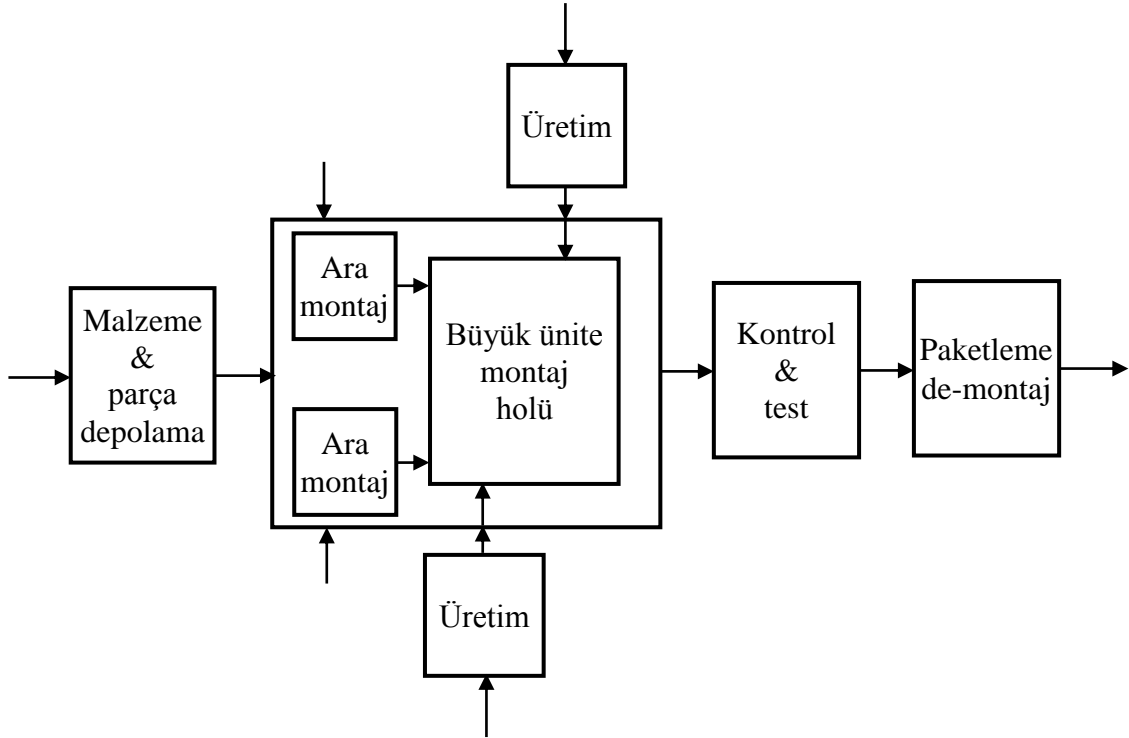 Üretim
Ara
montaj
Büyük ünite
montaj
holü
Malzeme
&
parça
depolama
Kontrol
&
test
Paketleme
de-montaj
Ara
montaj
Üretim